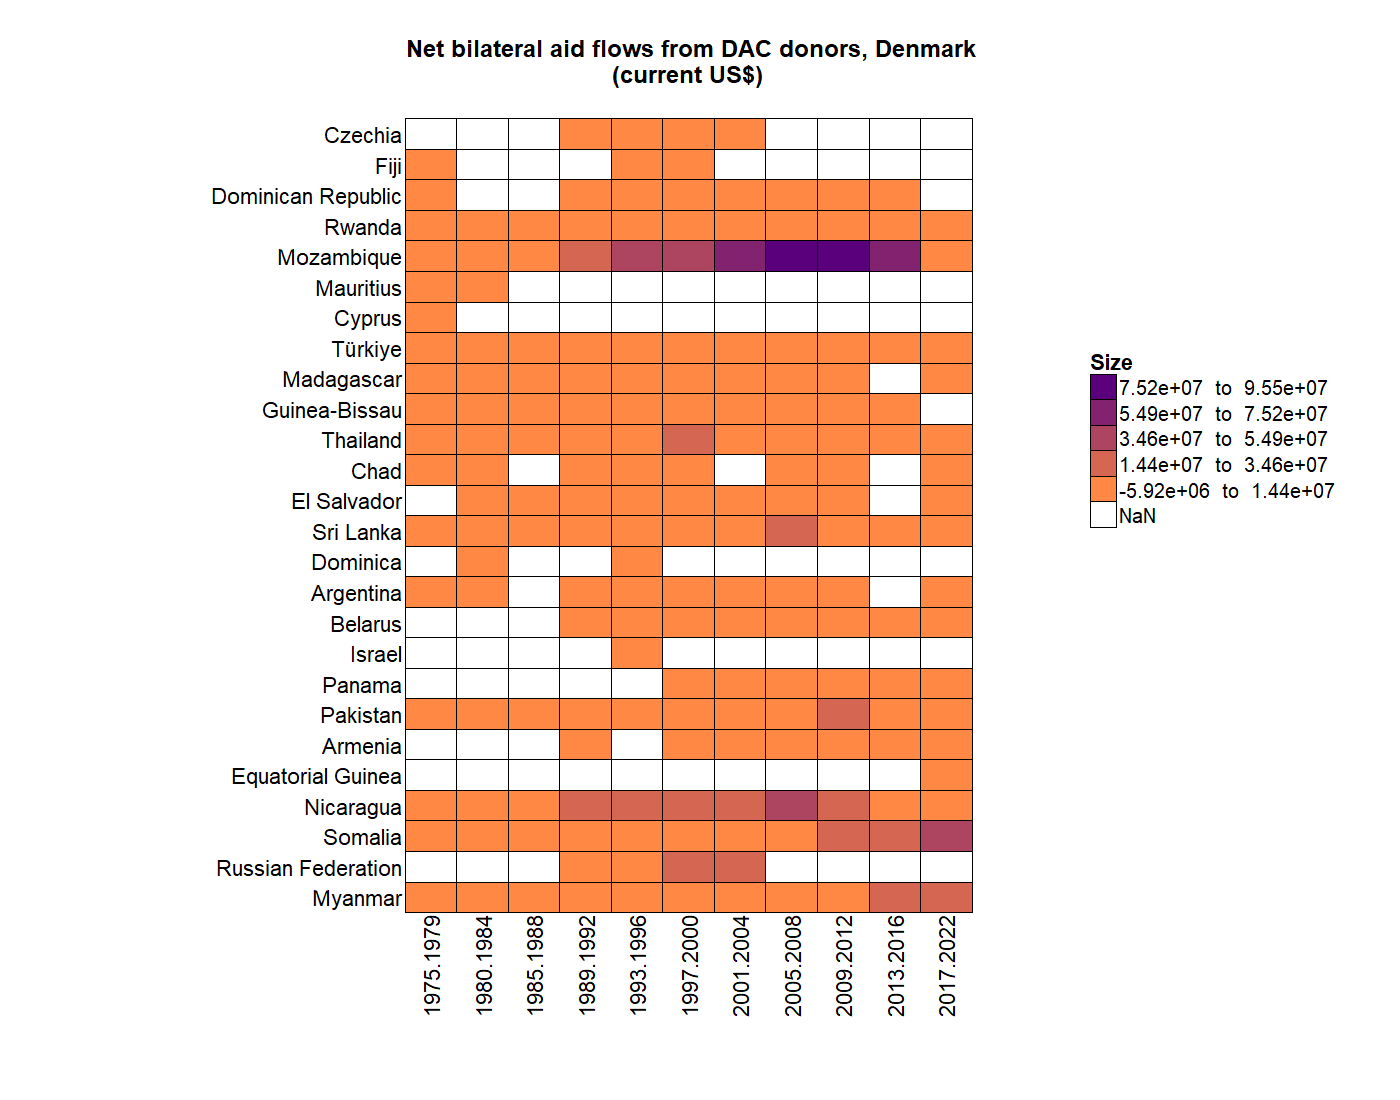 Net bilateral aid flows from DAC donors, Denmark
(current US$)
Czechia
Fiji
Dominican Republic
Rwanda
Mozambique
Mauritius
Cyprus
Türkiye
Madagascar
Guinea-Bissau
Thailand
Chad
El Salvador
Sri Lanka
Dominica
Argentina
Belarus
Israel
Panama
Pakistan
Armenia
Equatorial Guinea
Nicaragua
Somalia
Russian Federation
Myanmar
1975.1979
1980.1984
1985.1988
1989.1992
1993.1996
1997.2000
2001.2004
2005.2008
2009.2012
2013.2016
2017.2022
Size
7.52e+07 to 9.55e+07
5.49e+07 to 7.52e+07
3.46e+07 to 5.49e+07
1.44e+07 to 3.46e+07
-5.92e+06 to 1.44e+07
NaN